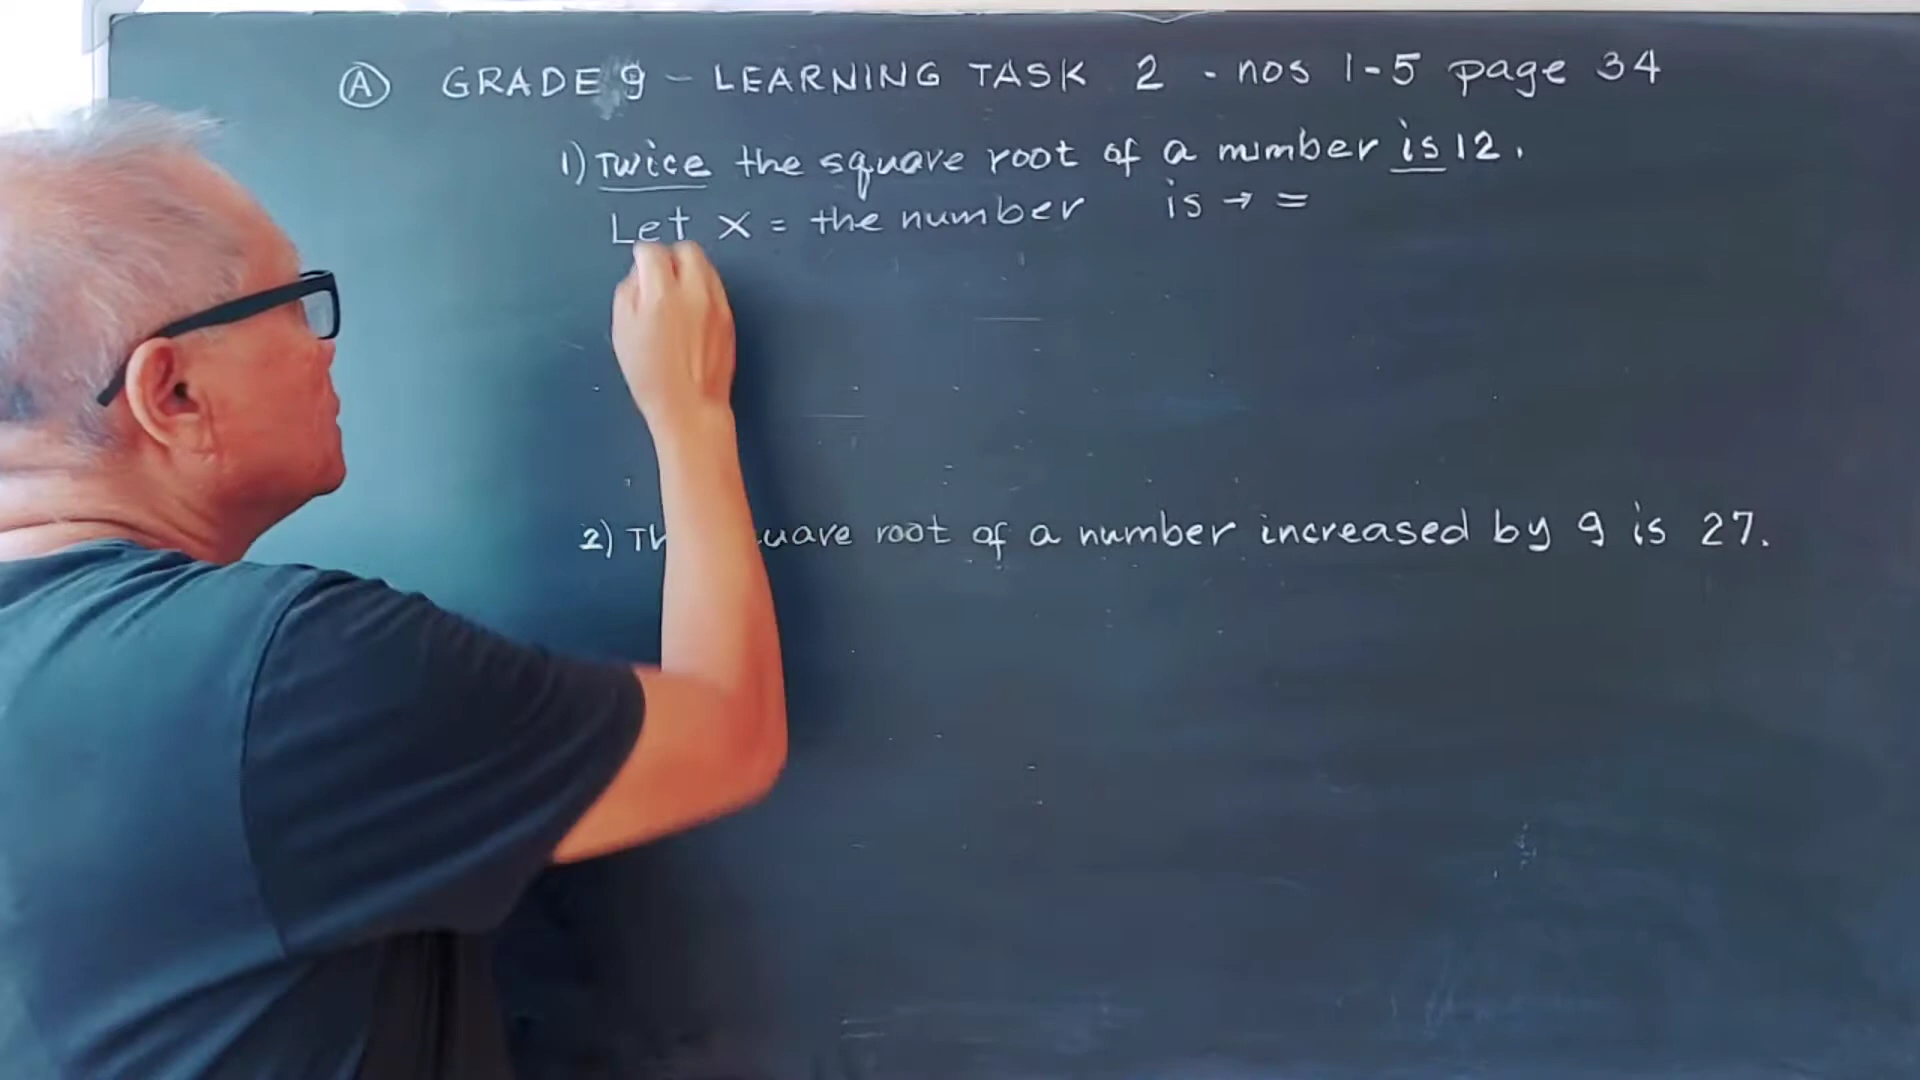 Ⓐ GRADE 9 - LEARNING TASK 2 - nos 1-5 page 34
1) Twice the square root of a number is 12.
Let x = the number is → =
2) Th uare root of a number increased by 9 is 27.